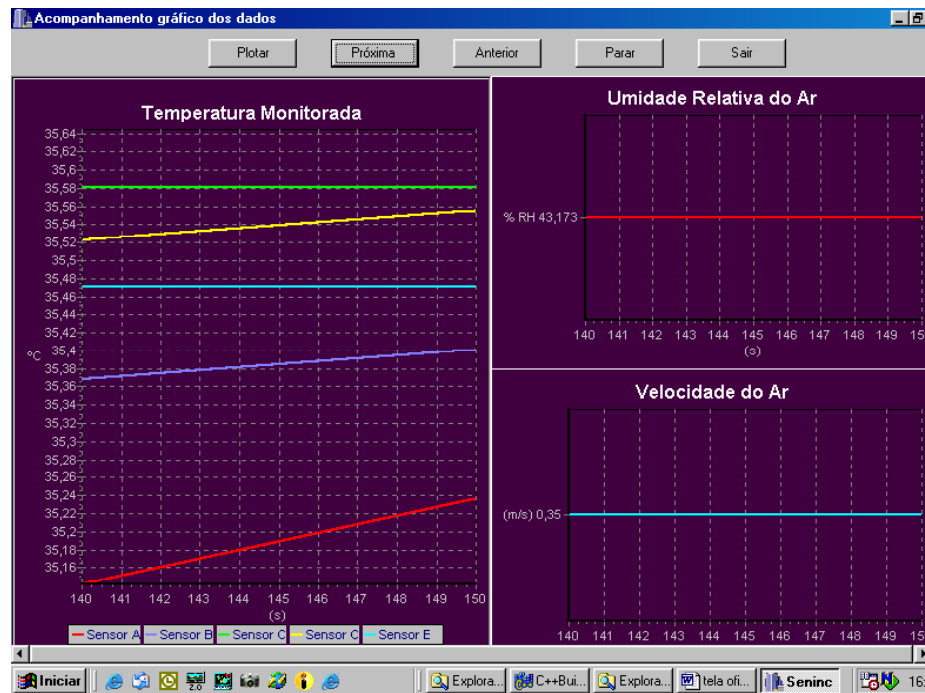 Acompanhamento gráfico dos dados
Plotar Próxima Anterior Parar Sair
Temperatura Monitorada
35,64
35,62
35,6
35,58
35,56
35,54
35,52
35,5
35,48
35,46
35,44
35,42
35,4
ºC
35,38
35,36
35,34
35,32
35,3
35,28
35,26
35,24
35,22
35,2
35,18
35,16
140 141 142 143 144 145 146 147 148 149 150
(s)
Sensor A Sensor B Sensor C Sensor C Sensor E
Umidade Relativa do Ar
% RH 43,173
140 141 142 143 144 145 146 147 148 149 15
(s)
Velocidade do Ar
(m/s) 0,35
140 141 142 143 144 145 146 147 148 149 15
Iniciar 2.0 Explora... C++Bui... Explora... tela ofi... Seninc 16: